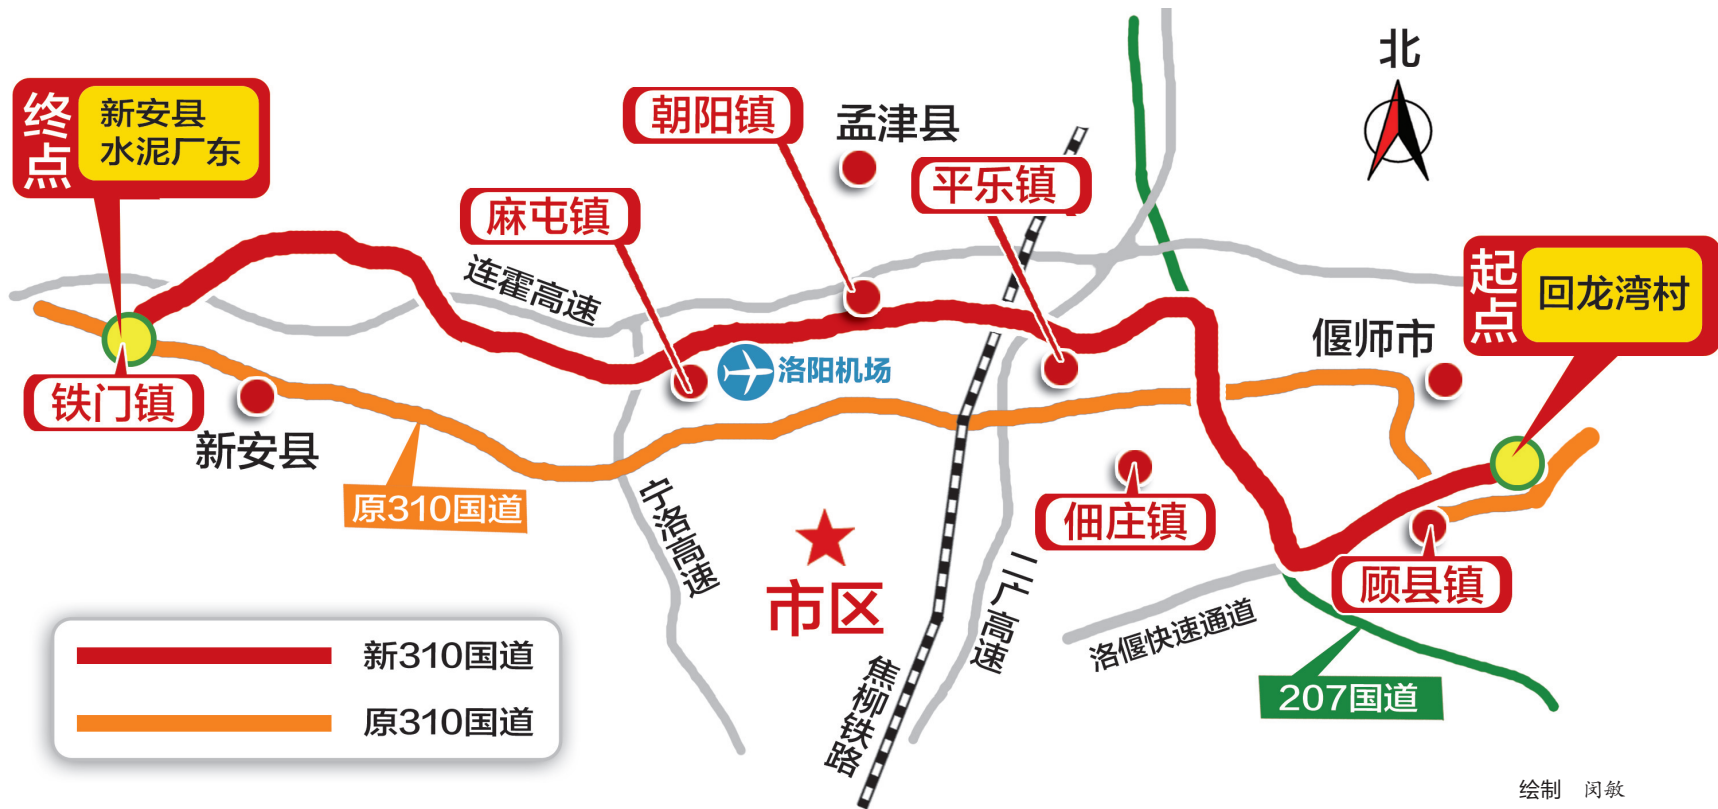 北
终点
新安县
水泥厂东
朝阳镇
孟津县
平乐镇
麻屯镇
连霍高速
起点
回龙湾村
偃师市
洛阳机场
铁门镇
新安县
原310国道
宁洛高速
市区
佃庄镇
二广高速
顾县镇
洛偃快速通道
焦柳铁路
207国道
新310国道
原310国道
绘制 闵敏